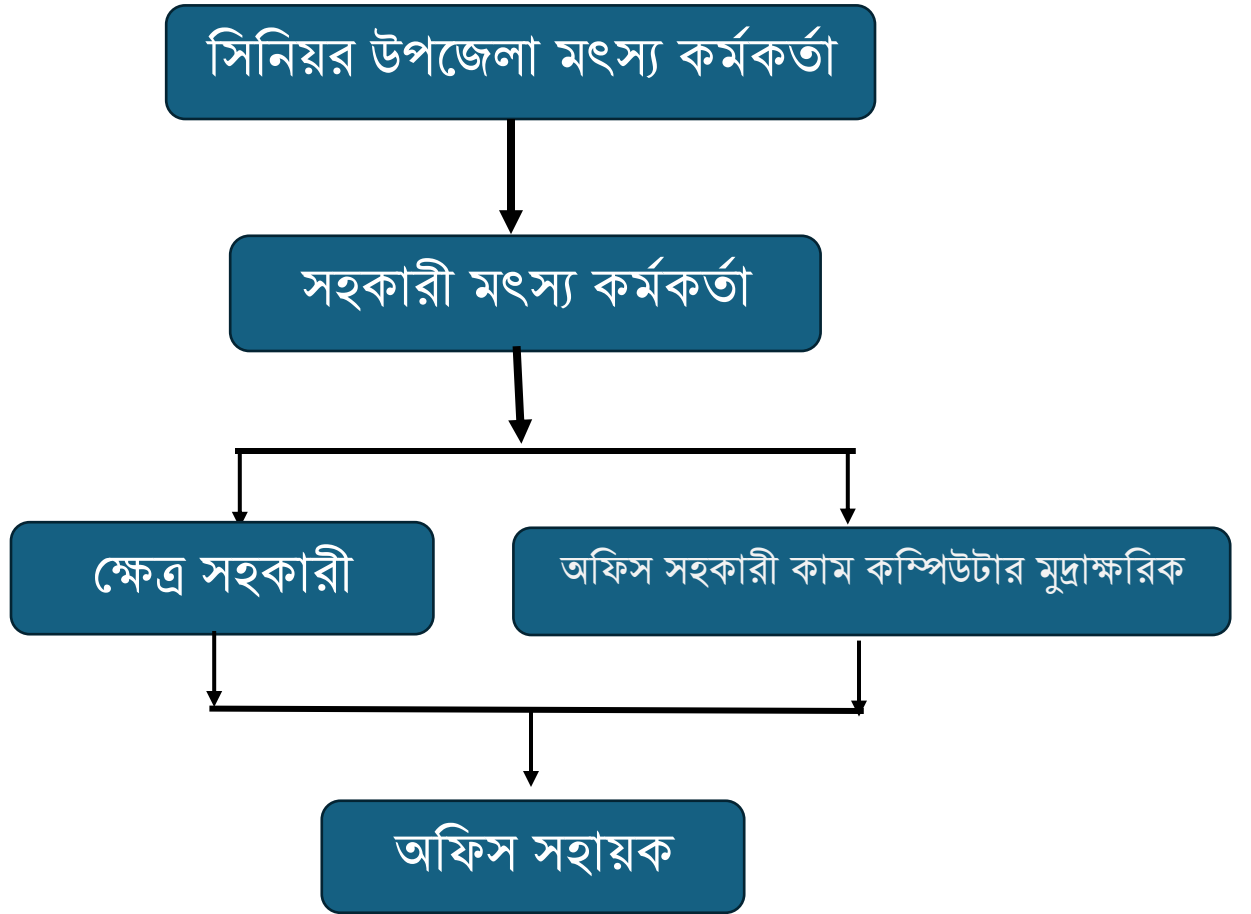 সিনিয়র উপজেলা মৎস্য কর্মকর্তা
সহকারী মৎস্য কর্মকর্তা
ক্ষেত্র সহকারী
অফিস সহকারী কাম কম্পিউটার মুদ্রাক্ষরিক
অফিস সহায়ক